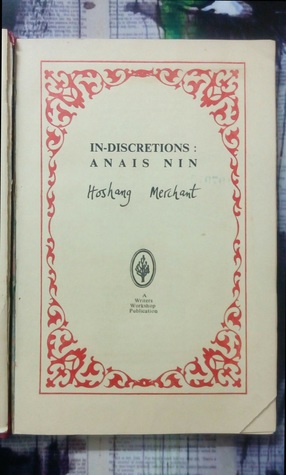 IN-DISCRETIONS :
ANAIS NIN
Hoshang Merchant
A
Writers
Workshop
Publication